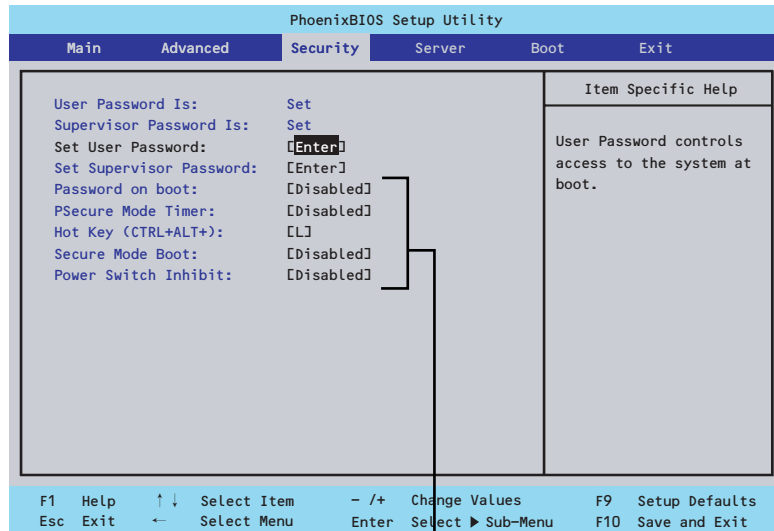 PhoenixBIOS Setup Utility
Main Advanced Security Server Boot Exit
User Password Is: Set
Supervisor Password Is: Set
Set User Password: [Enter]
Set Supervisor Password: [Enter]
Password on boot: [Disabled]
PSecure Mode Timer: [Disabled]
Hot Key (CTRL+ALT+): [L]
Secure Mode Boot: [Disabled]
Power Switch Inhibit: [Disabled]
Item Specific Help
User Password controls
access to the system at
boot.
F1 Help ↑↓ Select Item - /+ Change Values F9 Setup Defaults
Esc Exit ← Select Menu Enter Select ▶ Sub-Menu F10 Save and Exit